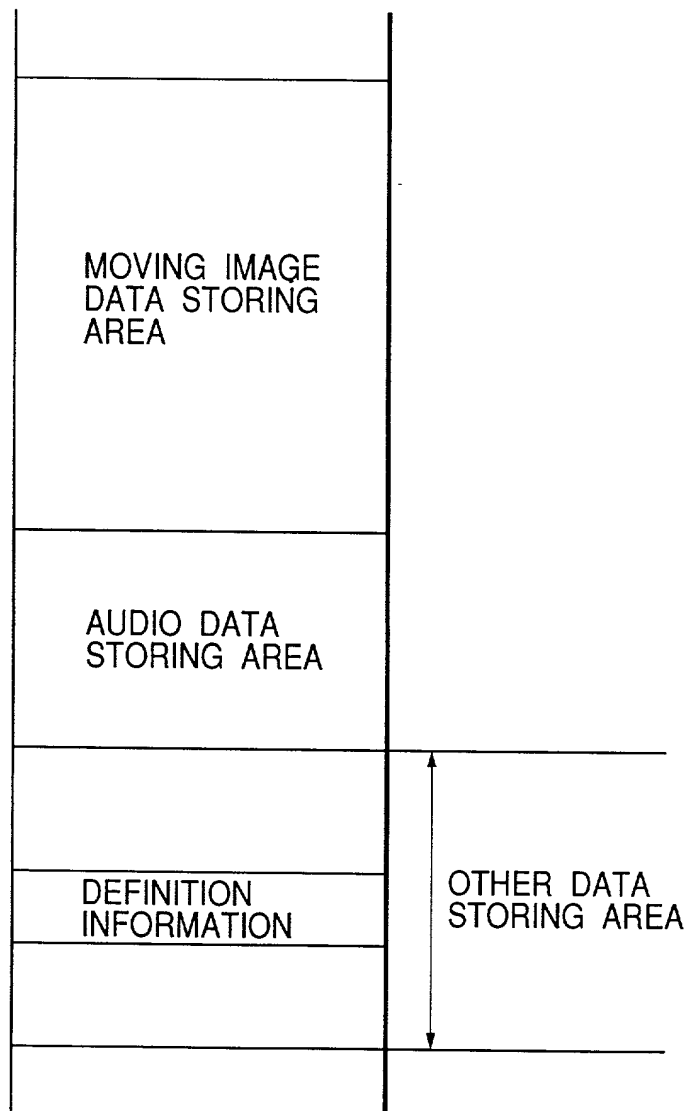 MOVING IMAGE
DATA STORING
AREA
AUDIO DATA
STORING AREA
DEFINITION
INFORMATION
OTHER DATA
STORING AREA